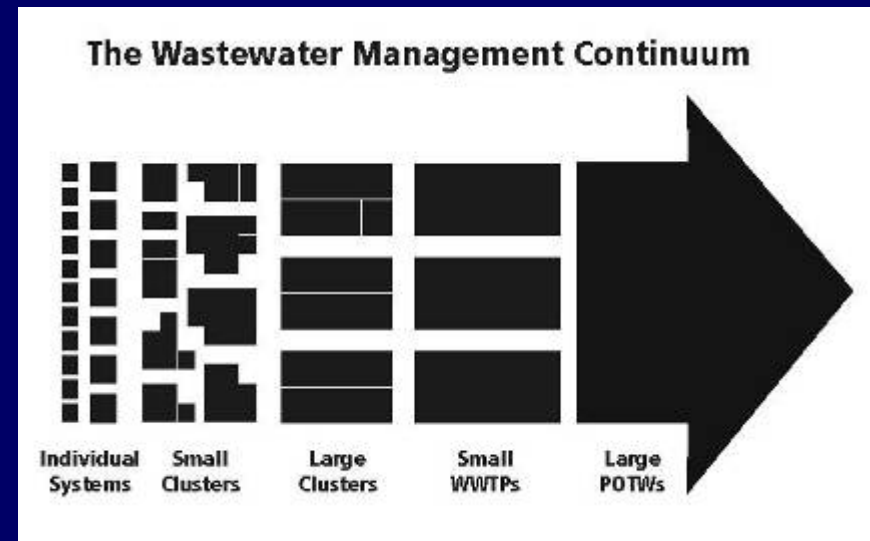 The Wastewater Management Continuum
Individual Systems
Small Clusters
Large Clusters
Small WWTPs
Large POTWs